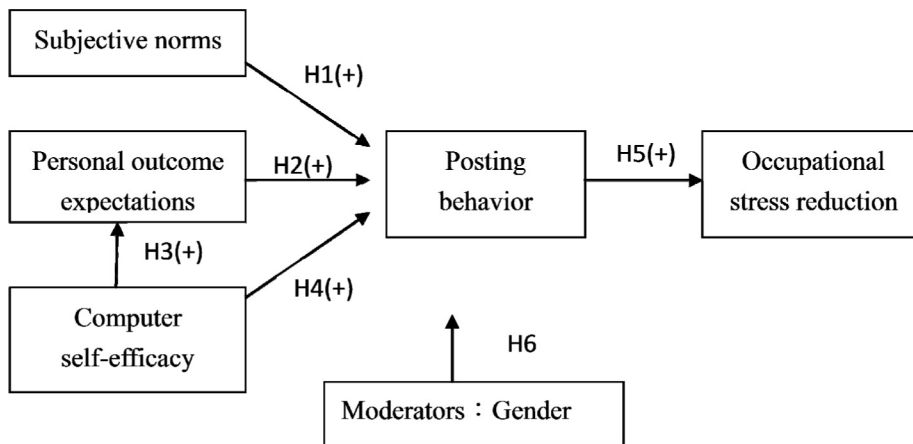 Subjective norms
H1(+)
Personal outcome
expectations
H2(+)
Posting
behavior
H5(+)
Occupational
stress reduction
H3(+)
H4(+)
Computer
self-efficacy
H6
Moderators：Gender